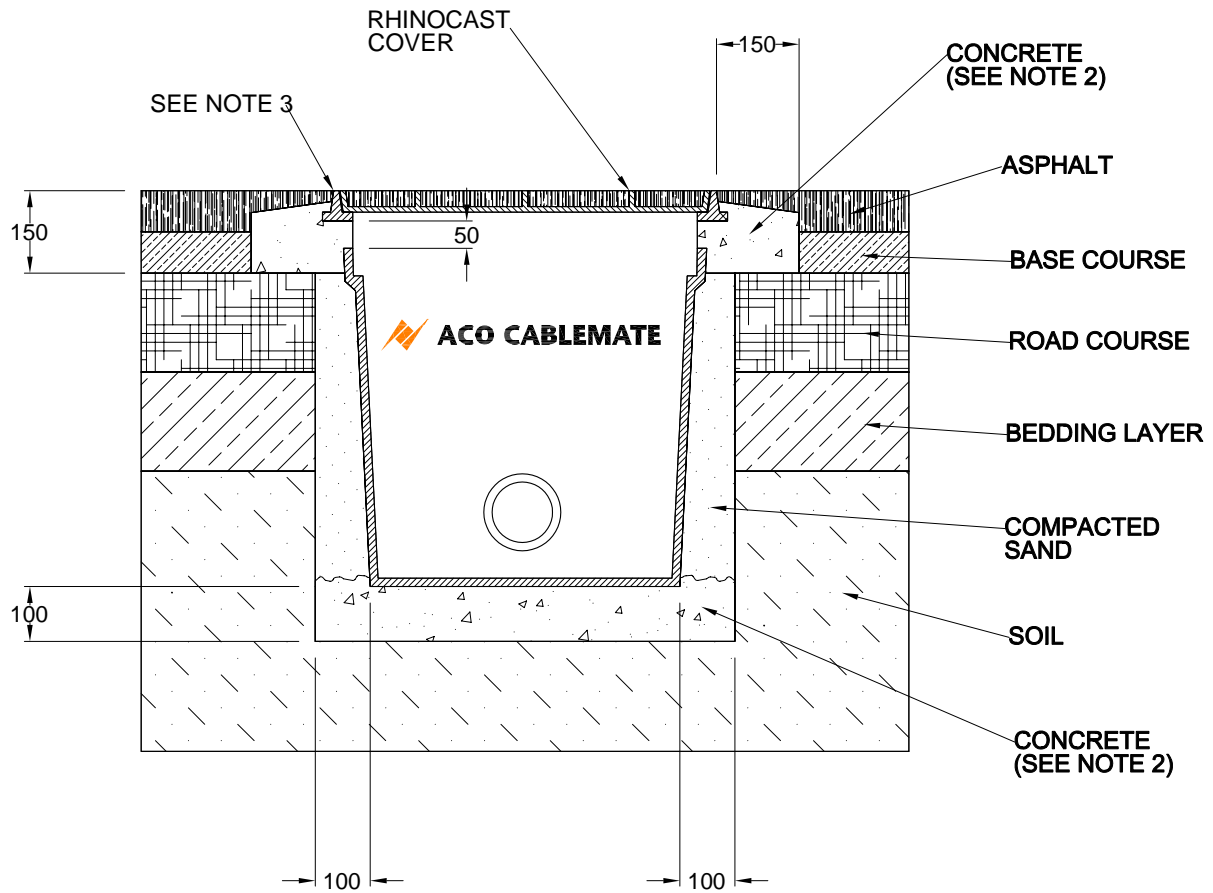 RHINOCAST
COVER
150
CONCRETE
(SEE NOTE 2)
SEE NOTE 3
ASPHALT
150
50
BASE COURSE
ACO CABLEMATE
ROAD COURSE
BEDDING LAYER
COMPACTED
SAND
100
SOIL
CONCRETE
(SEE NOTE 2)
100
100